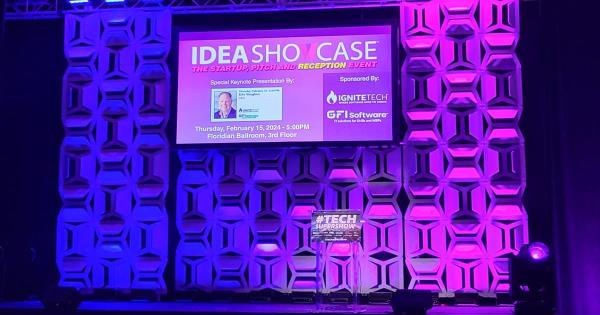 IDEA SHOWCASE
THE STARTUP, PITCH AND RECEPTION EVENT
Special Keynote Presentation By:
Sponsored By:
IGNITETECH
GFI Software
Thursday, February 15, 2024 - 5:00PM
Floridian Ballroom, 3rd Floor
#TECH
SUPERSHOW